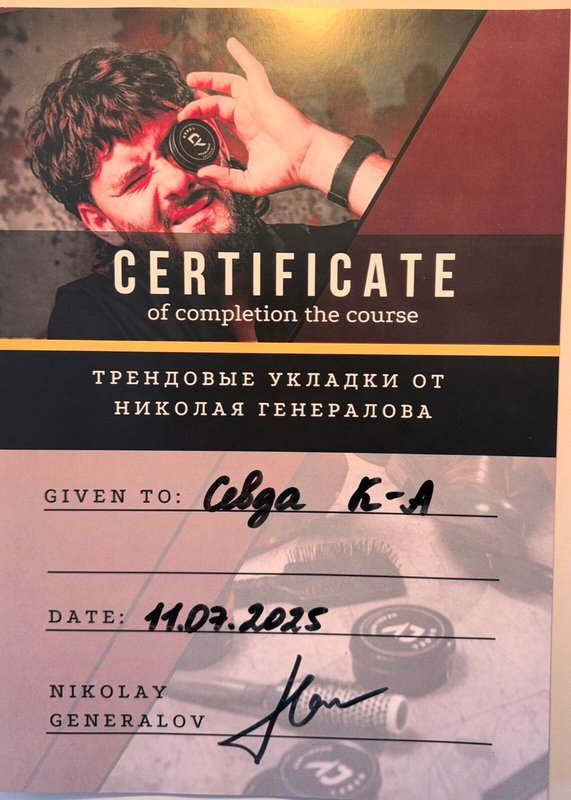 CERTIFICATE
of completion the course
ТРЕНДОВЫЕ УКЛАДКИ ОТ
НИКОЛАЯ ГЕНЕРАЛОВА
GIVEN TO: Севда К-А
DATE: 11.07.2025
NIKOLAY
GENERALOV